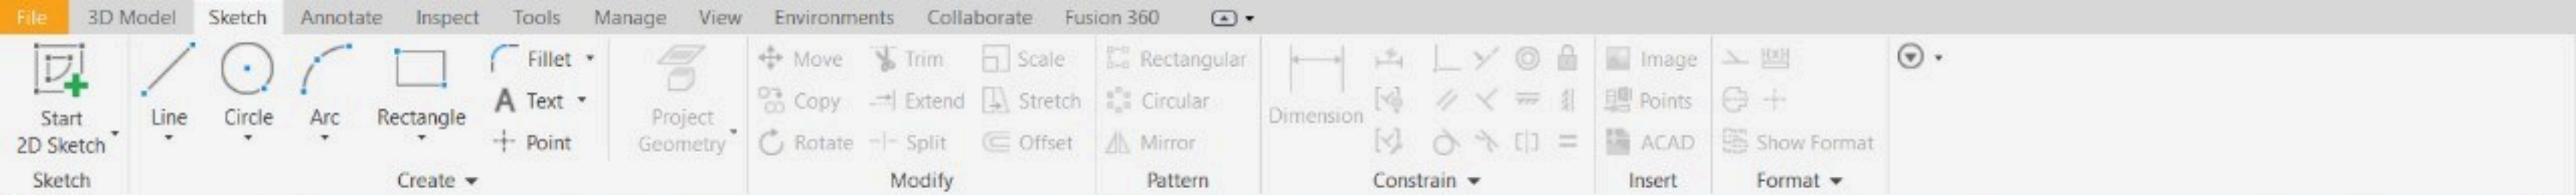 File 3D Model Sketch Annotate Inspect Tools Manage View Environments Collaborate Fusion 360
Start
2D Sketch
Line
Circle
Arc
Rectangle
Fillet
Text
Point
Project
Geometry
Move
Copy
Rotate
Trim
Extend
Split
Scale
Stretch
Offset
Rectangular
Circular
Mirror
Dimension
Image
Points
ACAD
Show Format
Sketch
Create
Modify
Pattern
Constrain
Insert
Format